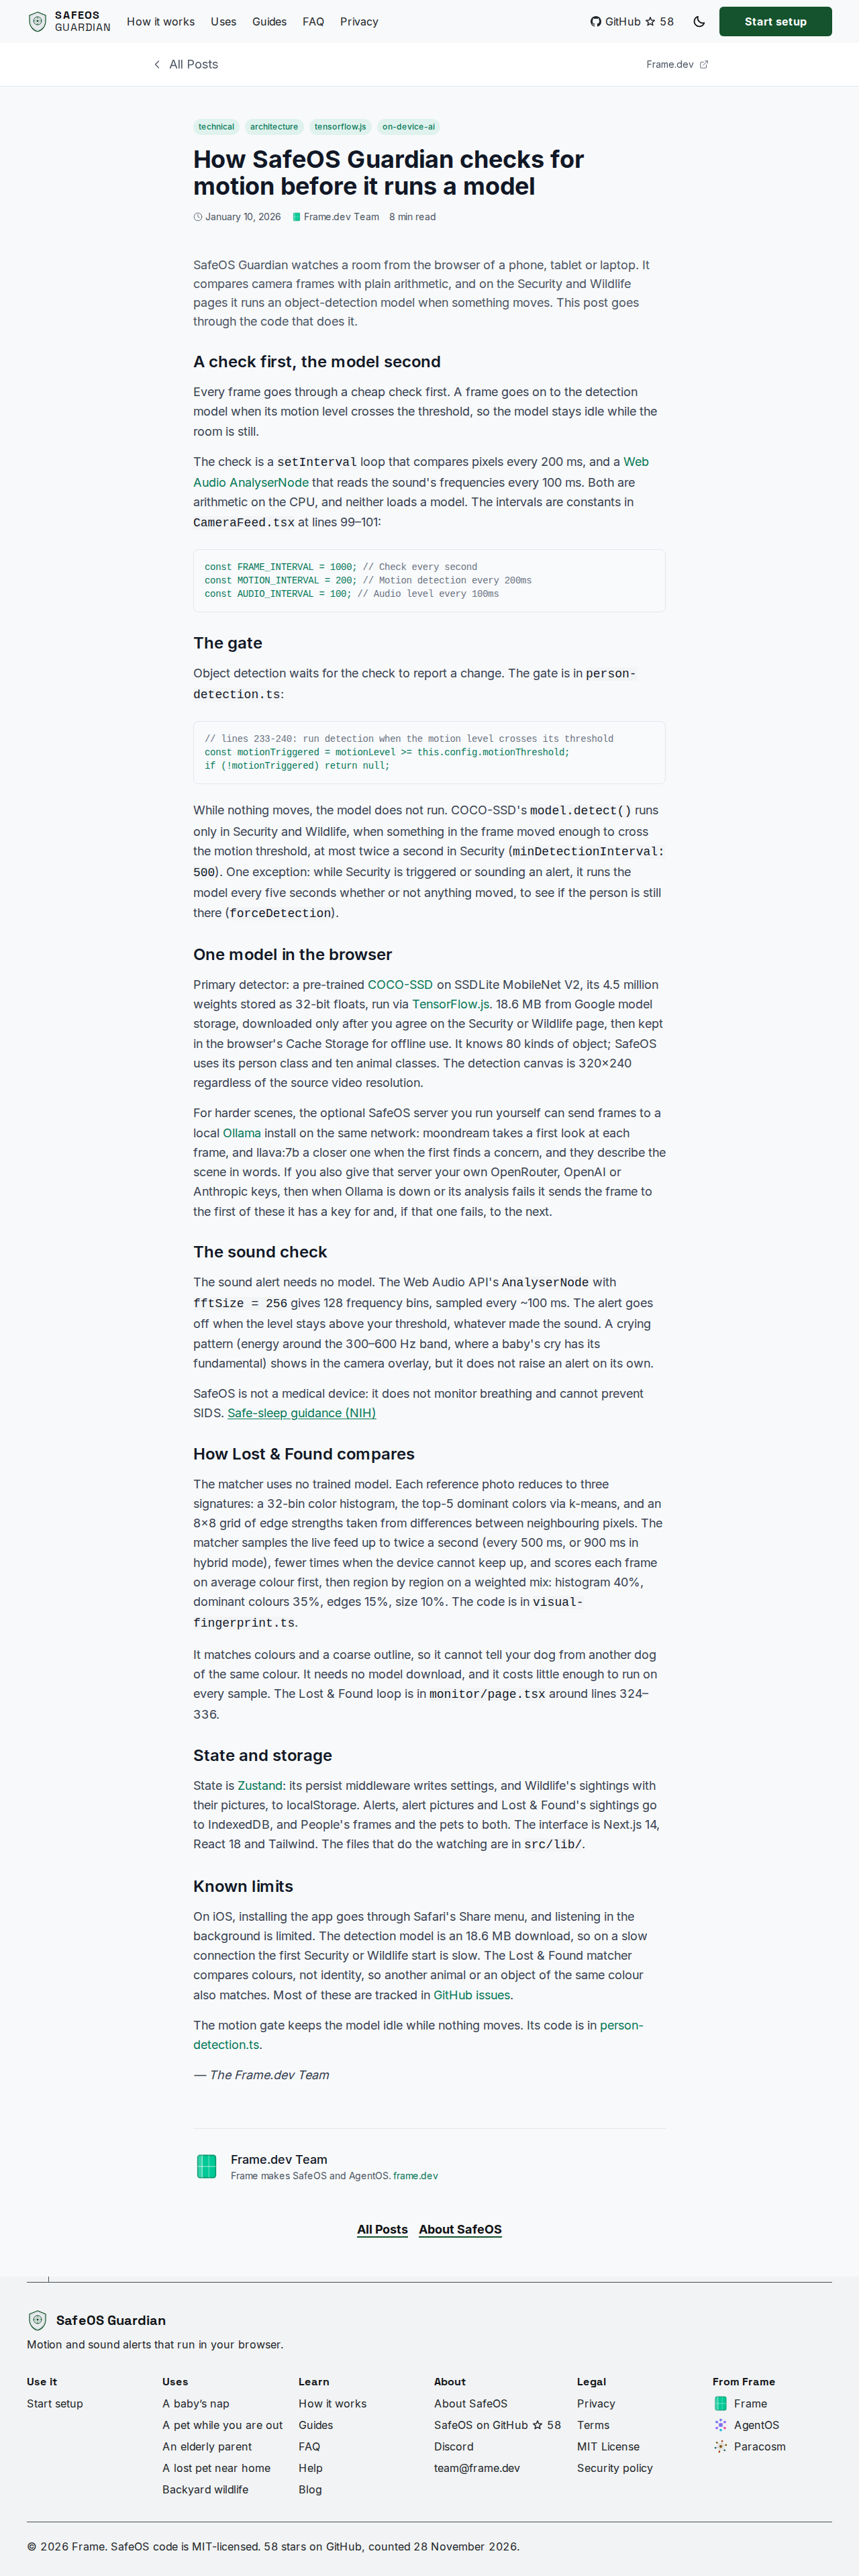 SAFEOS
GUARDIAN
How it works
Uses
Guides
FAQ
Privacy
GitHub ☆ 58
Start setup
All Posts
Frame.dev
technical
architecture
tensorflow.js
on-device-ai
How SafeOS Guardian checks for
motion before it runs a model
January 10, 2026
Frame.dev Team
8 min read
SafeOS Guardian watches a room from the browser of a phone, tablet or laptop. It
compares camera frames with plain arithmetic, and on the Security and Wildlife
pages it runs an object-detection model when something moves. This post goes
through the code that does it.
A check first, the model second
Every frame goes through a cheap check first. A frame goes on to the detection
model when its motion level crosses the threshold, so the model stays idle while the
room is still.
The check is a setInterval loop that compares pixels every 200 ms, and a Web
Audio AnalyserNode that reads the sound's frequencies every 100 ms. Both are
arithmetic on the CPU, and neither loads a model. The intervals are constants in
CameraFeed.tsx at lines 99–101:
const FRAME_INTERVAL = 1000; // Check every second
const MOTION_INTERVAL = 200; // Motion detection every 200ms
const AUDIO_INTERVAL = 100; // Audio level every 100ms
The gate
Object detection waits for the check to report a change. The gate is in person-
detection.ts:
// lines 233-240: run detection when the motion level crosses its threshold
const motionTriggered = motionLevel >= this.config.motionThreshold;
if (!motionTriggered) return null;
While nothing moves, the model does not run. COCO-SSD's model.detect() runs
only in Security and Wildlife, when something in the frame moved enough to cross
the motion threshold, at most twice a second in Security (minDetectionInterval:
500). One exception: while Security is triggered or sounding an alert, it runs the
model every five seconds whether or not anything moved, to see if the person is still
there (forceDetection).
One model in the browser
Primary detector: a pre-trained COCO-SSD on SSDLite MobileNet V2, its 4.5 million
weights stored as 32-bit floats, run via TensorFlow.js. 18.6 MB from Google model
storage, downloaded only after you agree on the Security or Wildlife page, then kept
in the browser's Cache Storage for offline use. It knows 80 kinds of object; SafeOS
uses its person class and ten animal classes. The detection canvas is 320×240
regardless of the source video resolution.
For harder scenes, the optional SafeOS server you run yourself can send frames to a
local Ollama install on the same network: moondream takes a first look at each
frame, and llava:7b a closer one when the first finds a concern, and they describe the
scene in words. If you also give that server your own OpenRouter, OpenAI or
Anthropic keys, then when Ollama is down or its analysis fails it sends the frame to
the first of these it has a key for and, if that one fails, to the next.
The sound check
The sound alert needs no model. The Web Audio API's AnalyserNode with
fftSize = 256 gives 128 frequency bins, sampled every ~100 ms. The alert goes
off when the level stays above your threshold, whatever made the sound. A crying
pattern (energy around the 300–600 Hz band, where a baby's cry has its
fundamental) shows in the camera overlay, but it does not raise an alert on its own.
SafeOS is not a medical device: it does not monitor breathing and cannot prevent
SIDS. Safe-sleep guidance (NIH)
How Lost & Found compares
The matcher uses no trained model. Each reference photo reduces to three
signatures: a 32-bin color histogram, the top-5 dominant colors via k-means, and an
8×8 grid of edge strengths taken from differences between neighbouring pixels. The
matcher samples the live feed up to twice a second (every 500 ms, or 900 ms in
hybrid mode), fewer times when the device cannot keep up, and scores each frame
on average colour first, then region by region on a weighted mix: histogram 40%,
dominant colours 35%, edges 15%, size 10%. The code is in visual-
fingerprint.ts.
It matches colours and a coarse outline, so it cannot tell your dog from another dog
of the same colour. It needs no model download, and it costs little enough to run on
every sample. The Lost & Found loop is in monitor/page.tsx around lines 324–
336.
State and storage
State is Zustand: its persist middleware writes settings, and Wildlife's sightings with
their pictures, to localStorage. Alerts, alert pictures and Lost & Found's sightings go
to IndexedDB, and People's frames and the pets to both. The interface is Next.js 14,
React 18 and Tailwind. The files that do the watching are in src/lib/.
Known limits
On iOS, installing the app goes through Safari's Share menu, and listening in the
background is limited. The detection model is an 18.6 MB download, so on a slow
connection the first Security or Wildlife start is slow. The Lost & Found matcher
compares colours, not identity, so another animal or an object of the same colour
also matches. Most of these are tracked in GitHub issues.
The motion gate keeps the model idle while nothing moves. Its code is in person-
detection.ts.
— The Frame.dev Team
Frame.dev Team
Frame makes SafeOS and AgentOS. frame.dev
All Posts
About SafeOS
SafeOS Guardian
Motion and sound alerts that run in your browser.
Use it
Start setup
Uses
A baby's nap
A pet while you are out
An elderly parent
A lost pet near home
Backyard wildlife
Learn
How it works
Guides
FAQ
Help
Blog
About
About SafeOS
SafeOS on GitHub ☆ 58
Discord
team@frame.dev
Legal
Privacy
Terms
MIT License
Security policy
From Frame
Frame
AgentOS
Paracosm
© 2026 Frame. SafeOS code is MIT-licensed. 58 stars on GitHub, counted 28 November 2026.